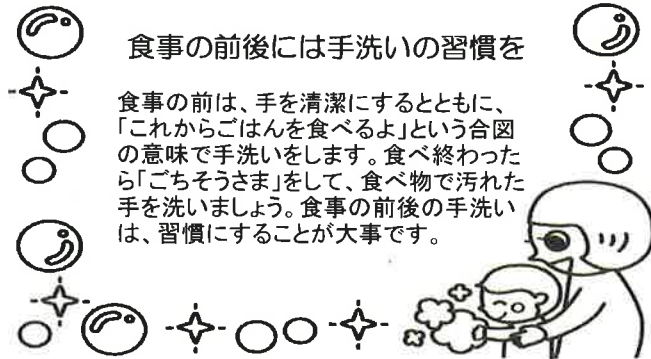 食事の前後には手洗いの習慣を
食事の前は、手を清潔にするとともに、
「これからごはんを食べるよ」という合図
の意味で手洗いをします。食べ終わった
ら「ごちそうさま」をして、食べ物で汚れた
手を洗いましょう。食事の前後の手洗い
は、習慣にすることが大事です。